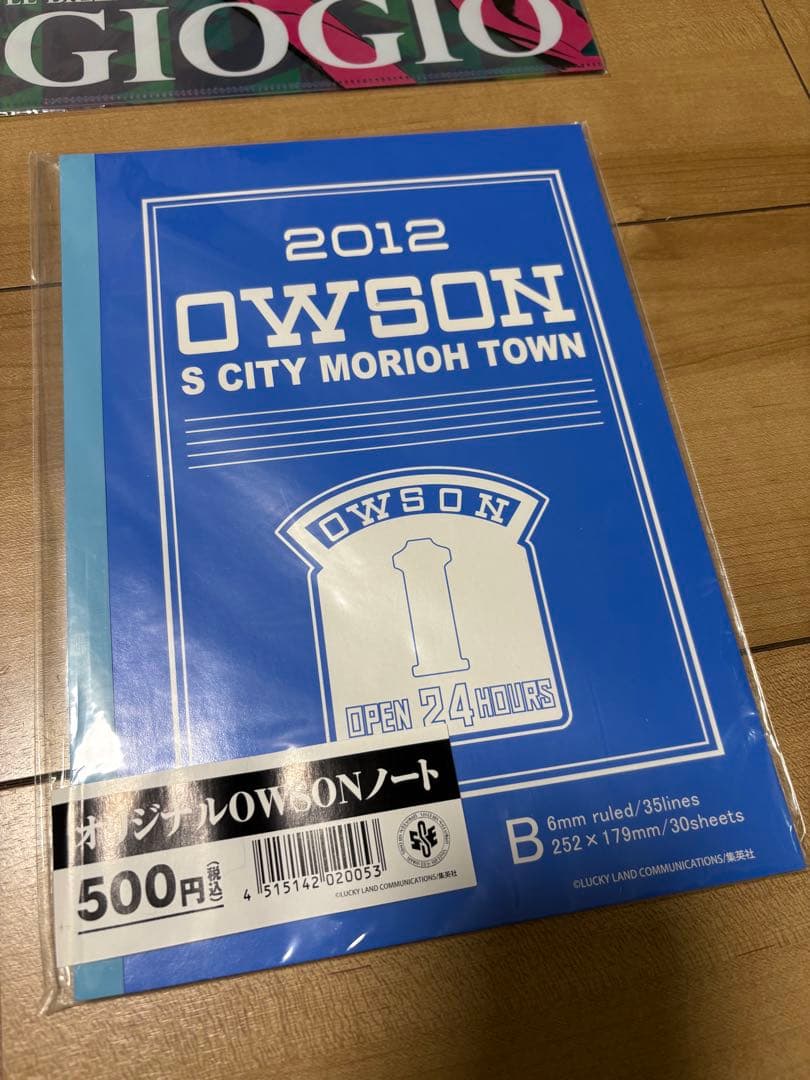 GIOGIO
2012
OWSON
S CITY MORIOH TOWN
OWSON
OPEN 24 HOURS
オリジナルOWSONノート
500円(税込)
4 515142 020053
©LUCKY LAND COMMUNICATIONS/集英社
B 6mm ruled/35lines
252×179mm/30sheets
©LUCKY LAND COMMUNICATIONS/集英社